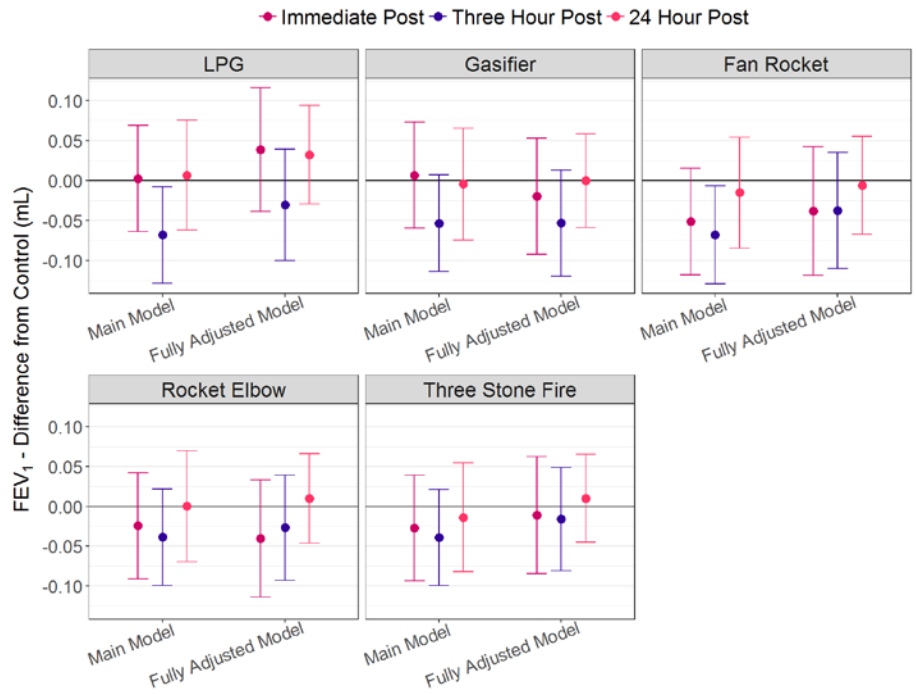 Immediate Post Three Hour Post 24 Hour Post
LPG Gasifier Fan Rocket
0.10
0.05
0.00
-0.05
-0.10
Main Model Fully Adjusted Model Main Model Fully Adjusted Model Main Model Fully Adjusted Model
FEV₁ - Difference from Control (mL)
Rocket Elbow Three Stone Fire
0.10
0.05
0.00
-0.05
-0.10
Main Model Fully Adjusted Model Main Model Fully Adjusted Model